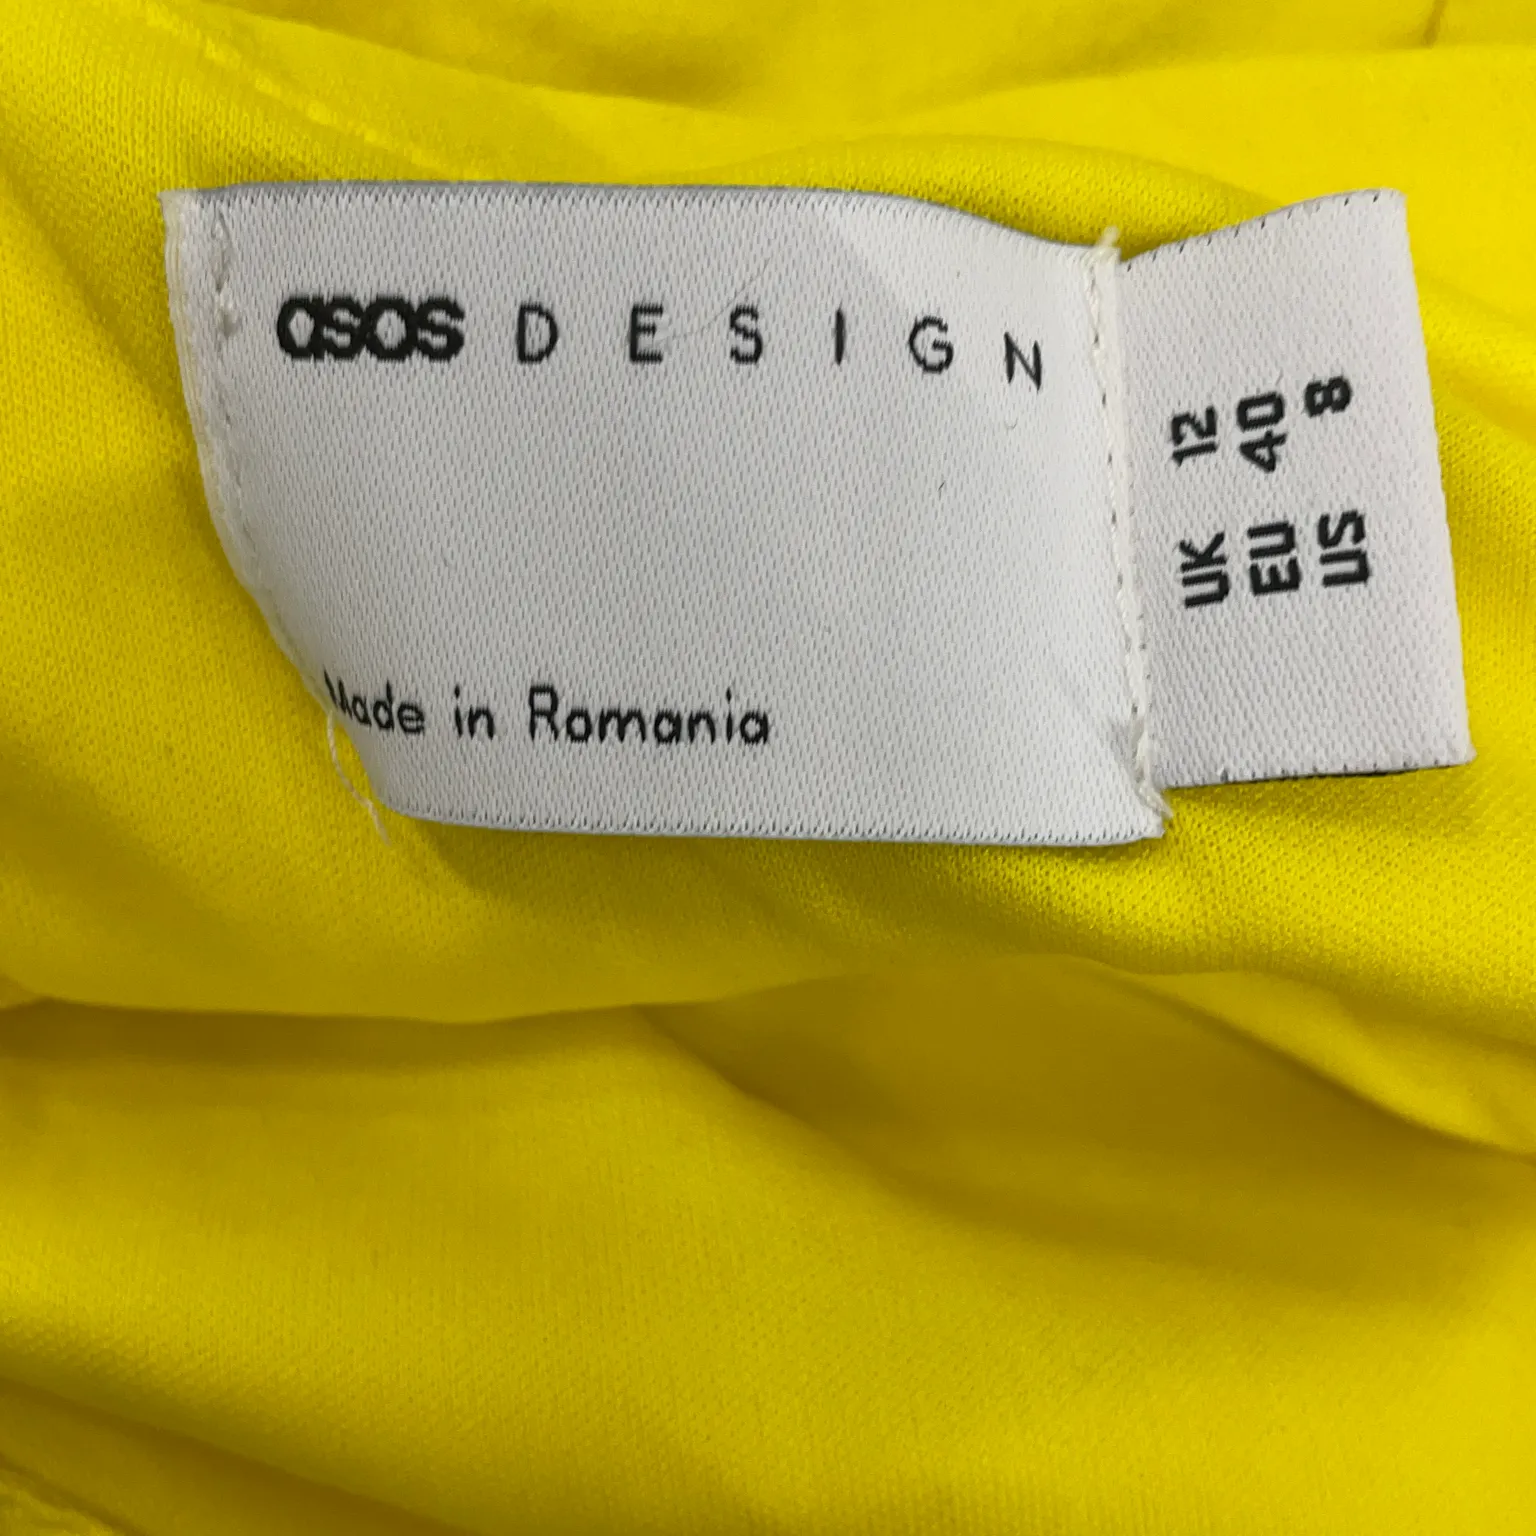 asos DESIGN
Made in Romania
UK 12
EU 40
US 8